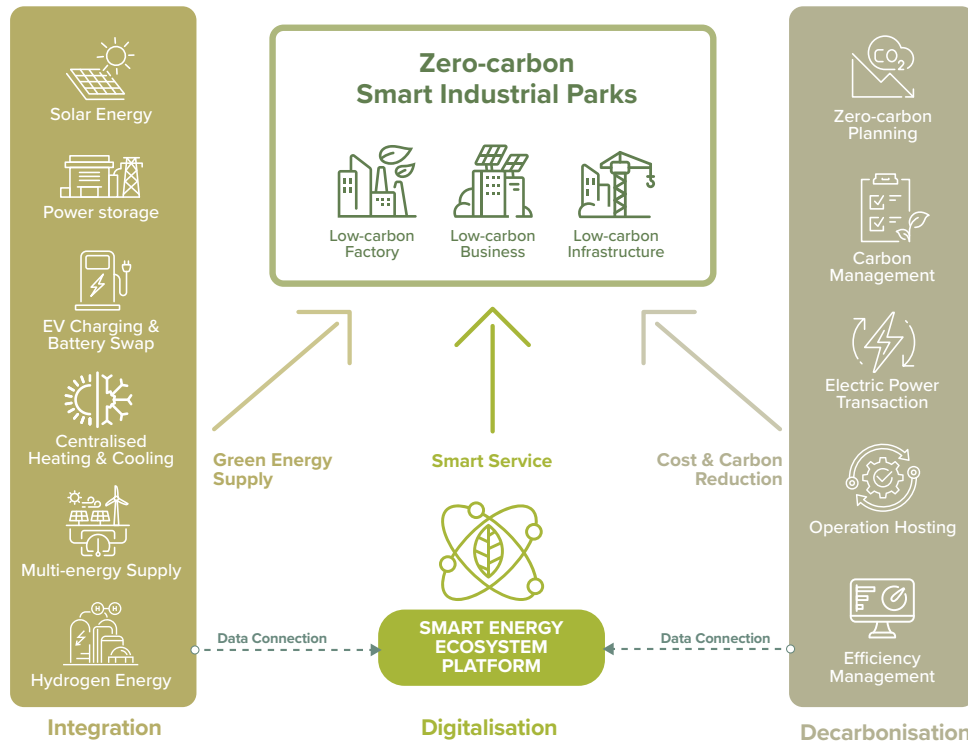 Solar Energy
Power storage
EV Charging &
Battery Swap
Centralised
Heating & Cooling
Multi-energy Supply
H H
Hydrogen Energy
Integration
Zero-carbon
Smart Industrial Parks
Low-carbon
Factory
Low-carbon
Business
Low-carbon
Infrastructure
Green Energy
Supply
Smart Service
Cost & Carbon
Reduction
Data Connection
SMART ENERGY
ECOSYSTEM
PLATFORM
Data Connection
Digitalisation
CO2
Zero-carbon
Planning
Carbon
Management
Electric Power
Transaction
Operation Hosting
Efficiency
Management
Decarbonisation